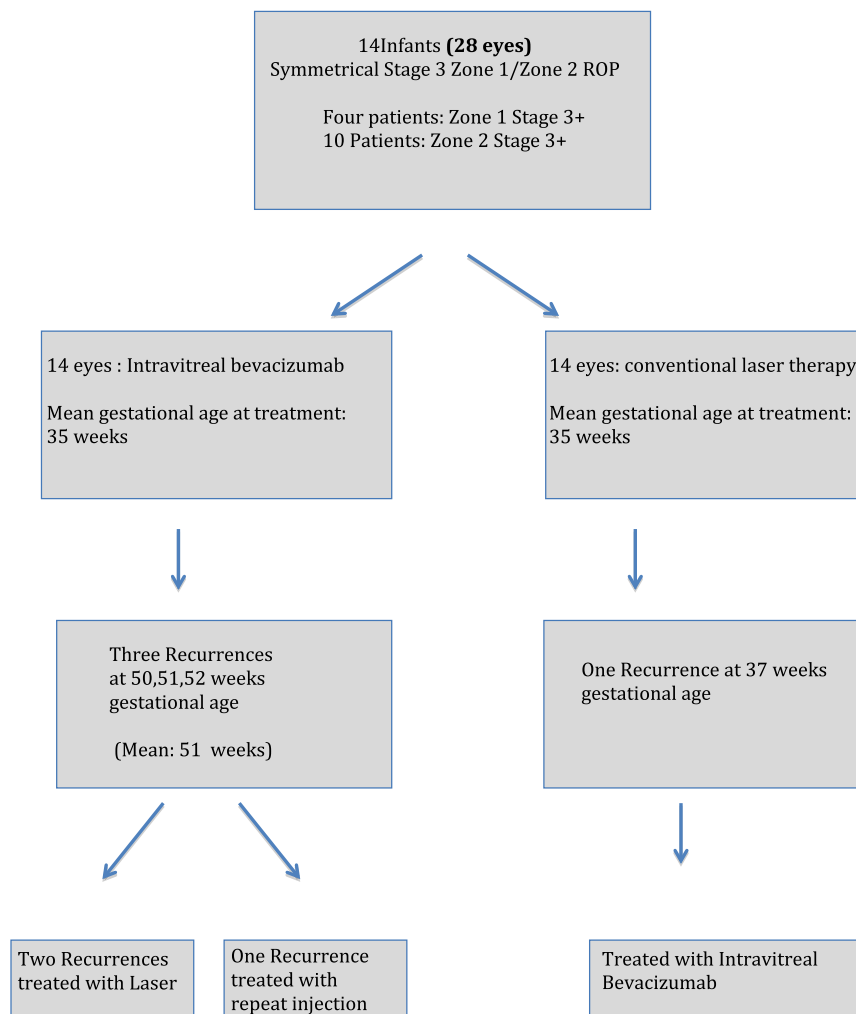 14Infants (28 eyes)
Symmetrical Stage 3 Zone 1/Zone 2 ROP
Four patients: Zone 1 Stage 3+
10 Patients: Zone 2 Stage 3+
14 eyes : Intravitreal bevacizumab
Mean gestational age at treatment:
35 weeks
14 eyes: conventional laser therapy
Mean gestational age at treatment:
35 weeks
Three Recurrences
at 50,51,52 weeks
gestational age
(Mean: 51 weeks)
One Recurrence at 37 weeks
gestational age
Two Recurrences
treated with Laser
One Recurrence
treated with
repeat injection
Treated with Intravitreal
Bevacizumab